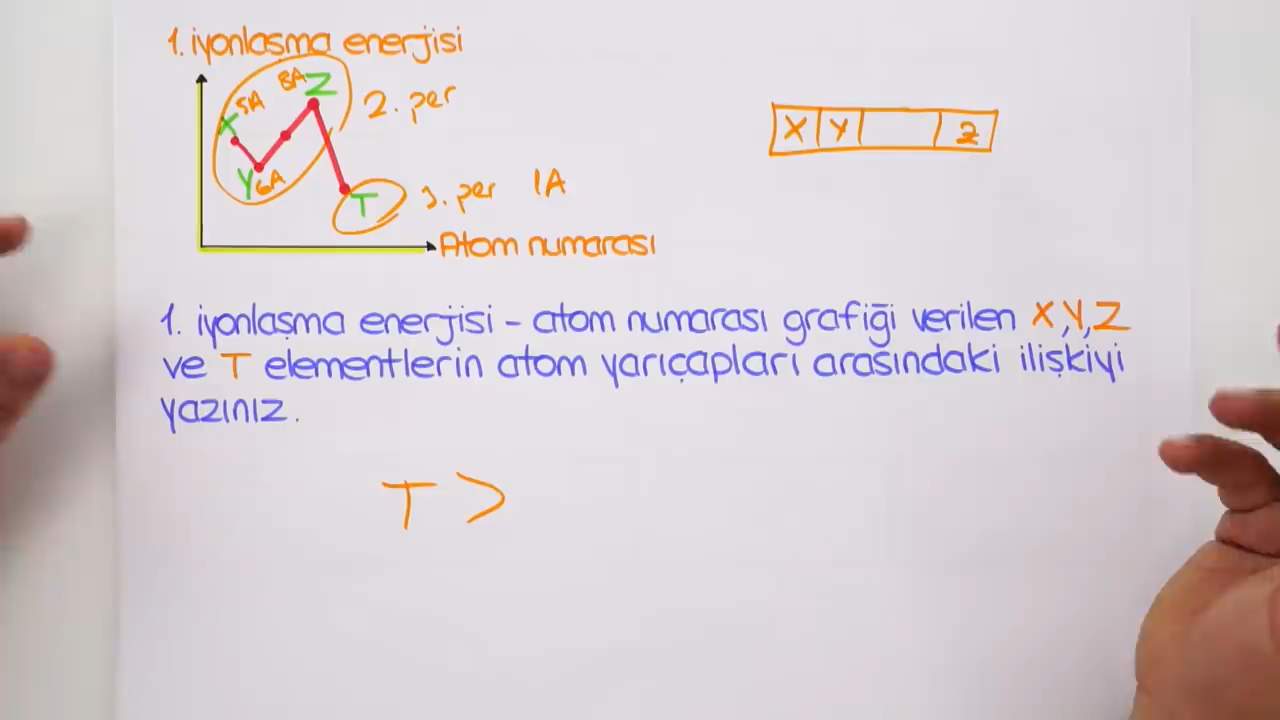 1. iyonlaşma enerjisi
8A Z
5A
X
2. per
Y 6A
X Y Z
3. per 1A
T
Atom numarası
1. iyonlaşma enerjisi - atom numarası grafiği verilen X, Y, Z
ve T elementlerin atom yarıçapları arasındaki ilişkiyi
yazınız.
T >